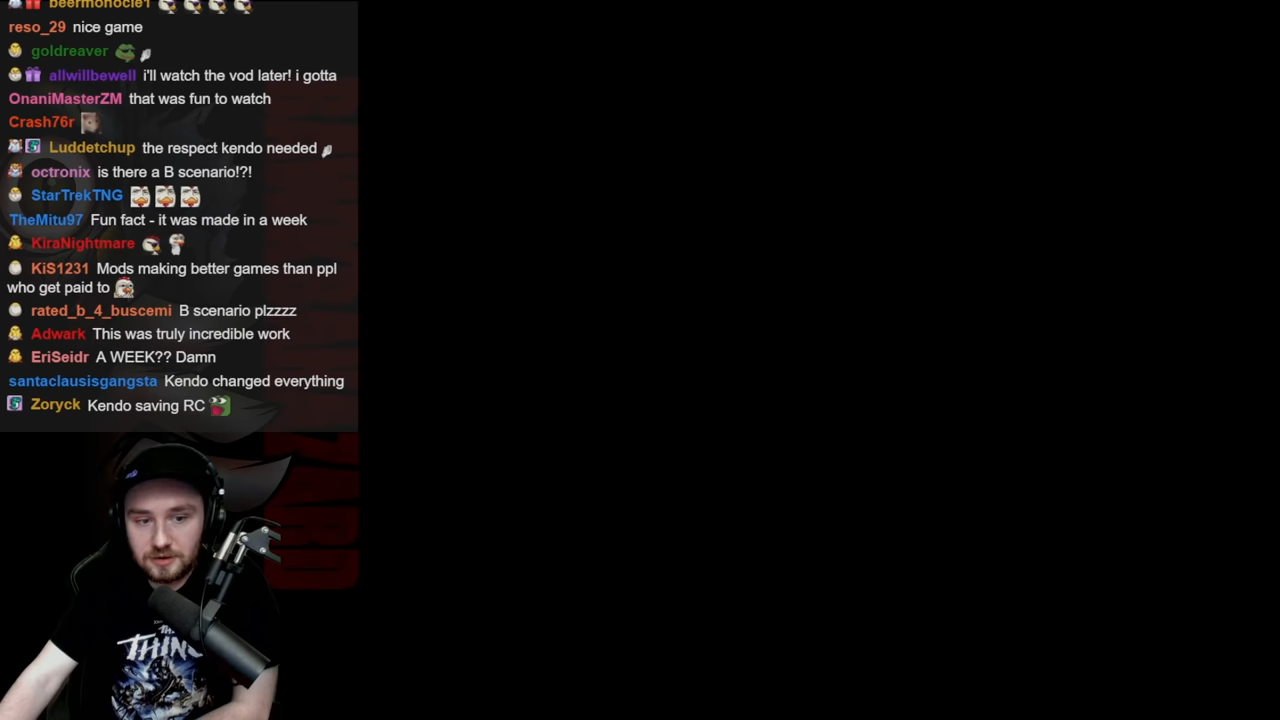 beermonocle1
reso_29 nice game
goldreaver
allwillbewell i'll watch the vod later! i gotta
OnaniMasterZM that was fun to watch
Crash76r
Luddetchup the respect kendo needed
octronix is there a B scenario!?!
StarTrekTNG
TheMitu97 Fun fact - it was made in a week
KiraNightmare
KiS1231 Mods making better games than ppl
who get paid to
rated_b_4_buscemi B scenario plzzzz
Adwark This was truly incredible work
EriSeidr A WEEK?? Damn
santaclausisgangsta Kendo changed everything
Zoryck Kendo saving RC
THE
THING